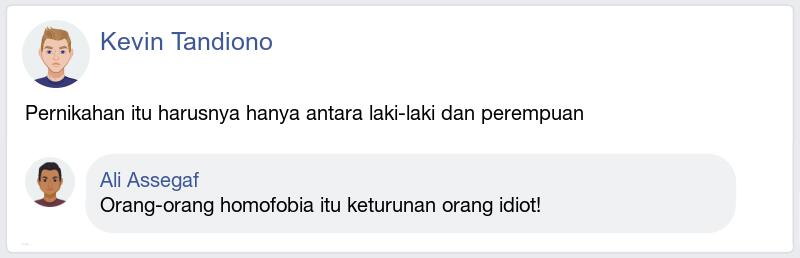 Kevin Tandiono
Pernikahan itu harusnya hanya antara laki-laki dan perempuan
Ali Assegaf
Orang-orang homofobia itu keturunan orang idiot!